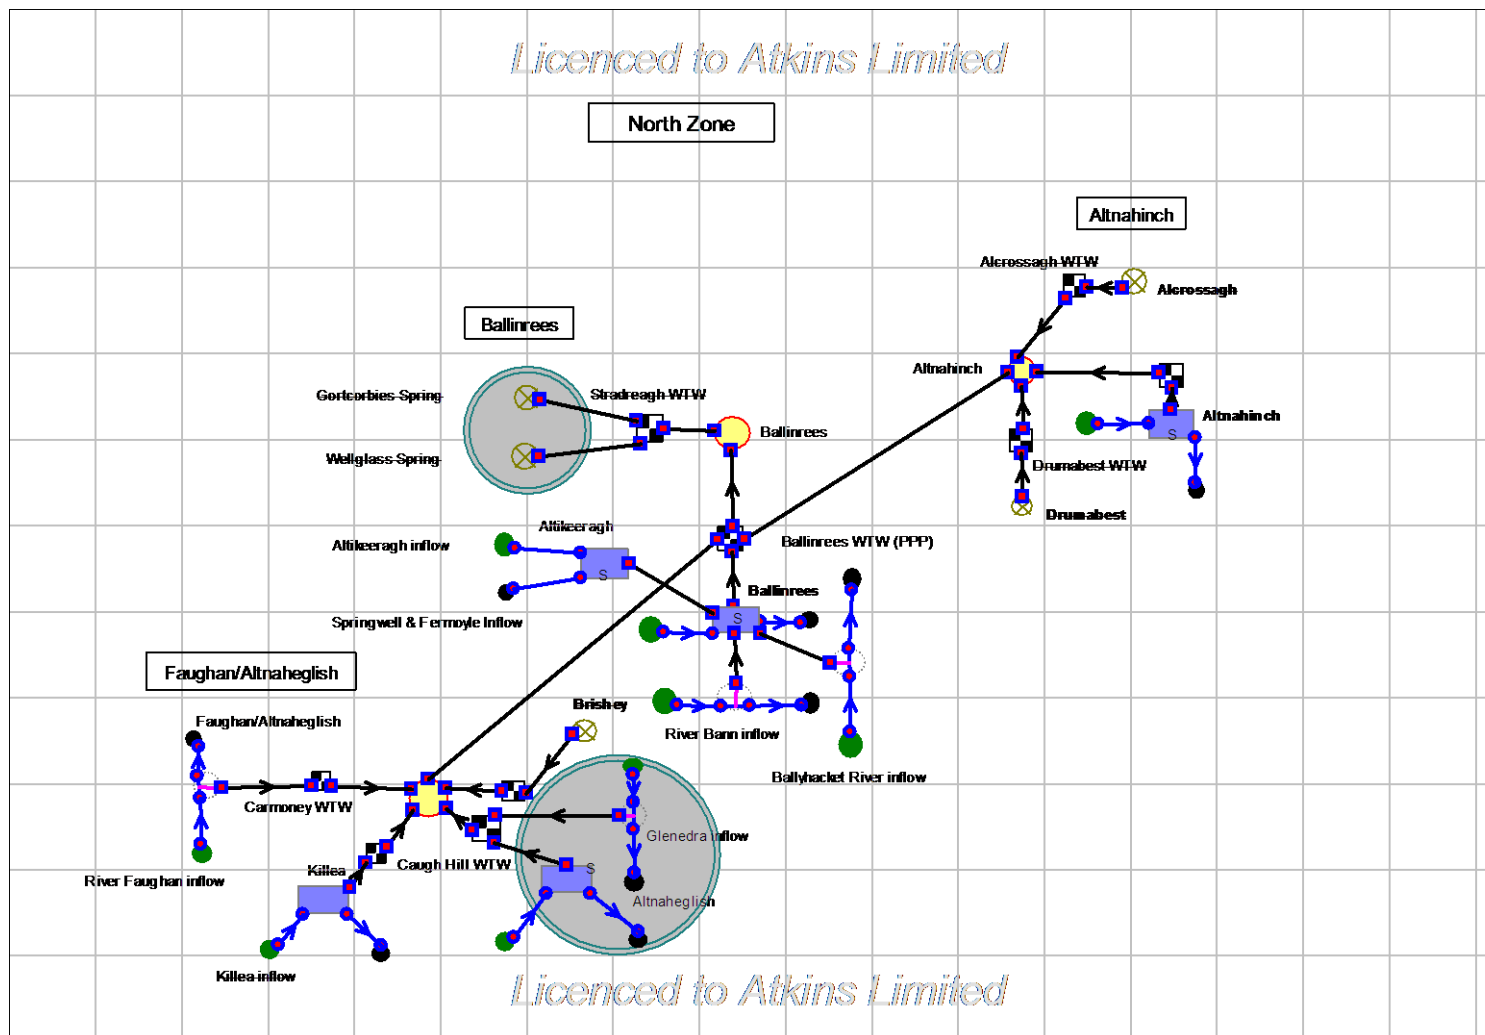 Licenced to Atkins Limited
North Zone
Altnahinch
Alcrossagh WTW
Alcrossagh
Ballinrees
Altnahinch
Gortcorbies Spring
Stradreagh WTW
Altnahinch
Ballinrees
S
Wellglass Spring
Drumabest WTW
Drumabest
Altikeeragh
Altikeeragh inflow
Ballinrees WTW (PPP)
S
Ballinrees
S
Springwell & Fermoyle Inflow
Faughan/Altnaheglish
Brishey
Faughan/Altnaheglish
River Bann inflow
Ballyhacket River inflow
Carmoney WTW
Glenedra inflow
Caugh Hill WTW
S
Killea
River Faughan inflow
Altnaheglish
Killea inflow
Licenced to Atkins Limited